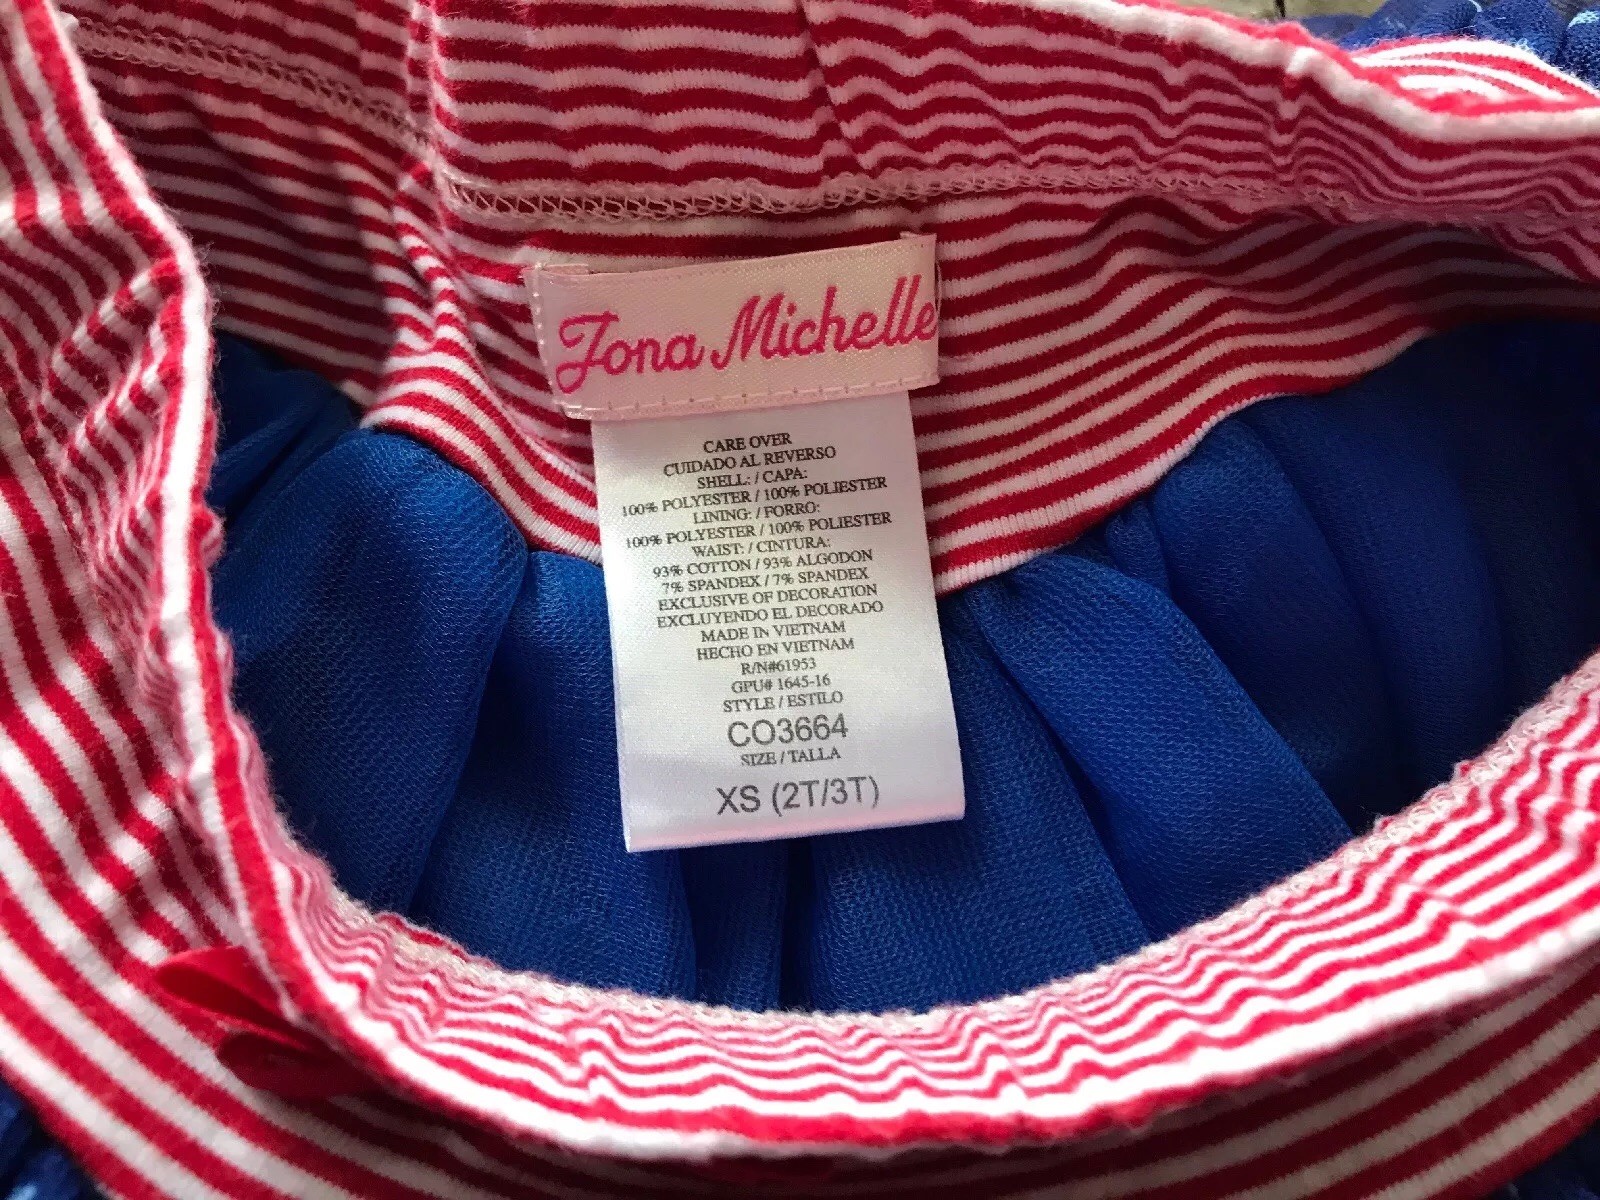 Jona Michelle
CARE OVER
CUIDADO AL REVERSO
SHELL: / CAPA:
100% POLYESTER / 100% POLIESTER
LINING: / FORRO:
100% POLYESTER / 100% POLIESTER
WAIST: / CINTURA:
93% COTTON / 93% ALGODON
7% SPANDEX / 7% SPANDEX
EXCLUSIVE OF DECORATION
EXCLUYENDO EL DECORADO
MADE IN VIETNAM
HECHO EN VIETNAM
R/N#61953
GPU# 1645-16
STYLE / ESTILO
CO3664
SIZE / TALLA
XS (2T/3T)